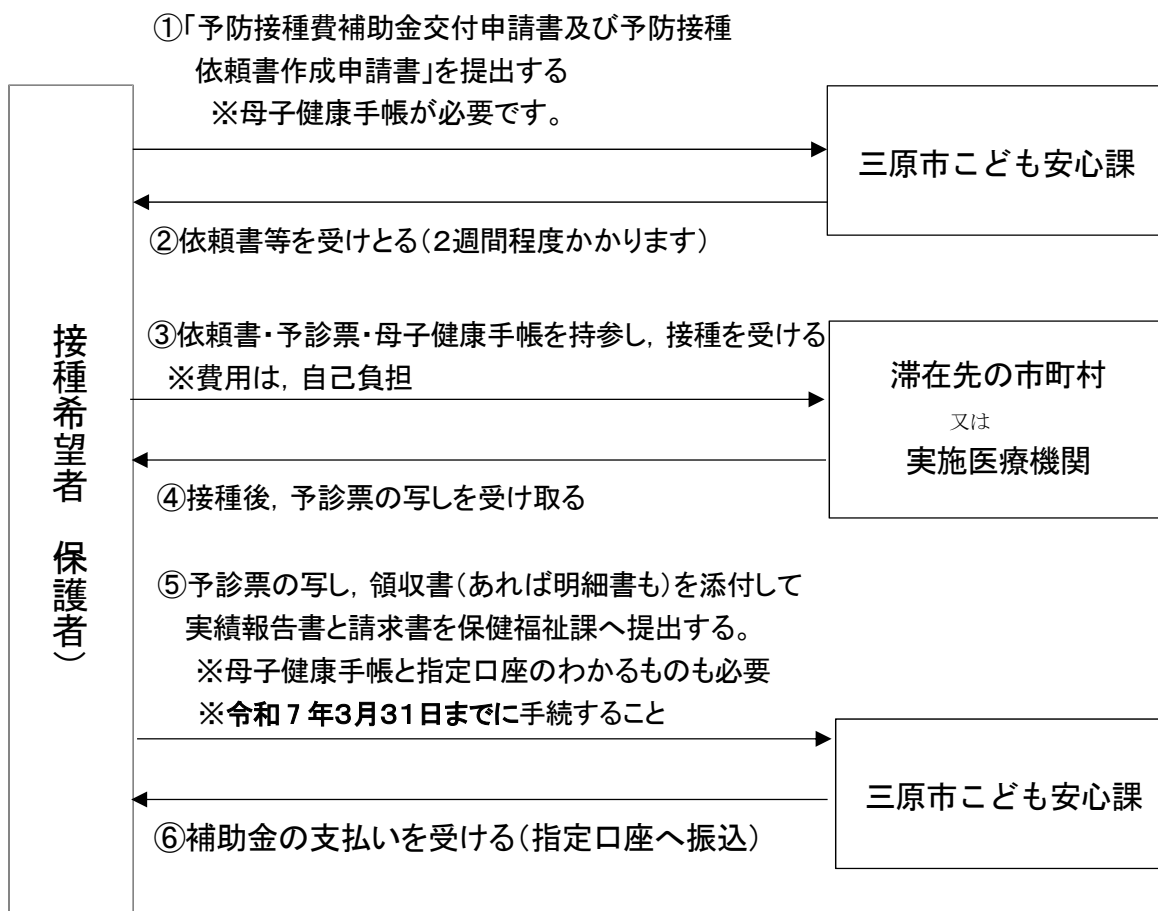 ①「予防接種費補助金交付申請書及び予防接種
依頼書作成申請書」を提出する
※母子健康手帳が必要です。
三原市こども安心課
②依頼書等を受けとる（２週間程度かかります）
接種希望者 保護者）
③依頼書・予診票・母子健康手帳を持参し，接種を受ける
※費用は，自己負担
滞在先の市町村
又は
実施医療機関
④接種後，予診票の写しを受け取る
⑤予診票の写し，領収書（あれば明細書も）を添付して
実績報告書と請求書を保健福祉課へ提出する。
※母子健康手帳と指定口座のわかるものも必要
※令和７年３月３１日までに手続すること
三原市こども安心課
⑥補助金の支払いを受ける（指定口座へ振込）